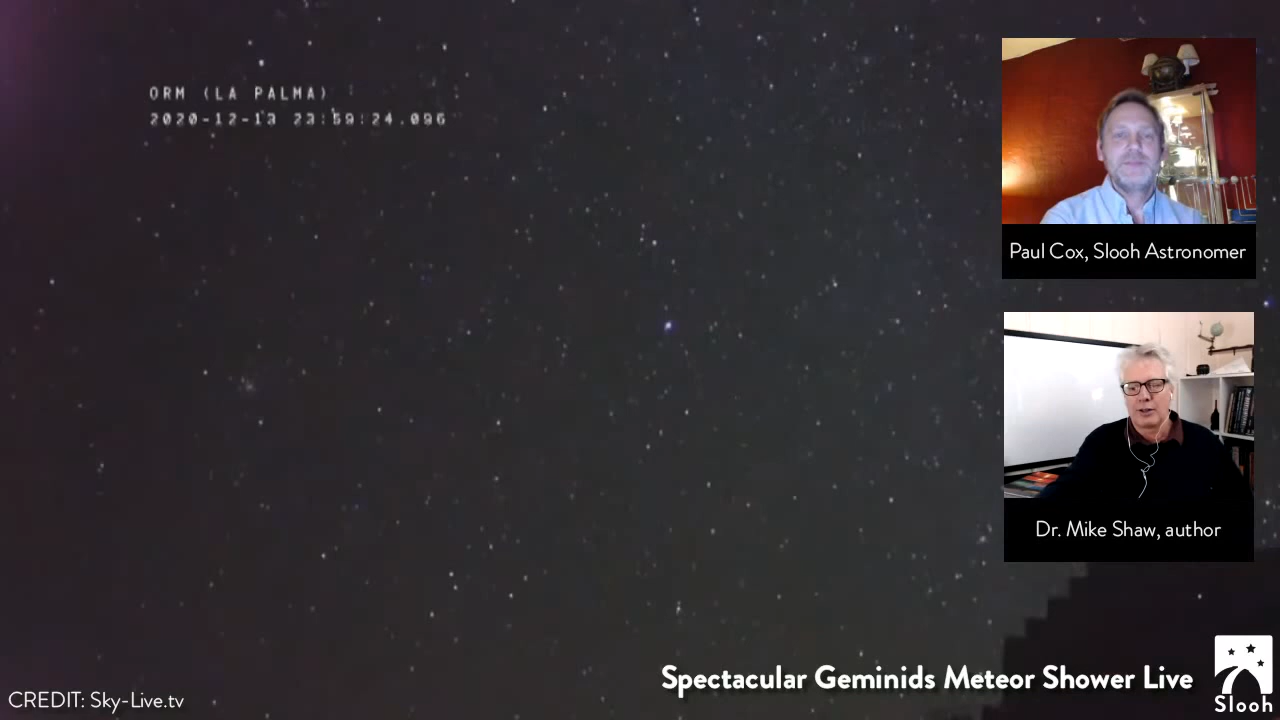 ORM (LA PALMA)
2020-12-13 23:59:24.096
Paul Cox, Slooh Astronomer
Dr. Mike Shaw, author
Spectacular Geminids Meteor Shower Live
Slooh
CREDIT: Sky-Live.tv